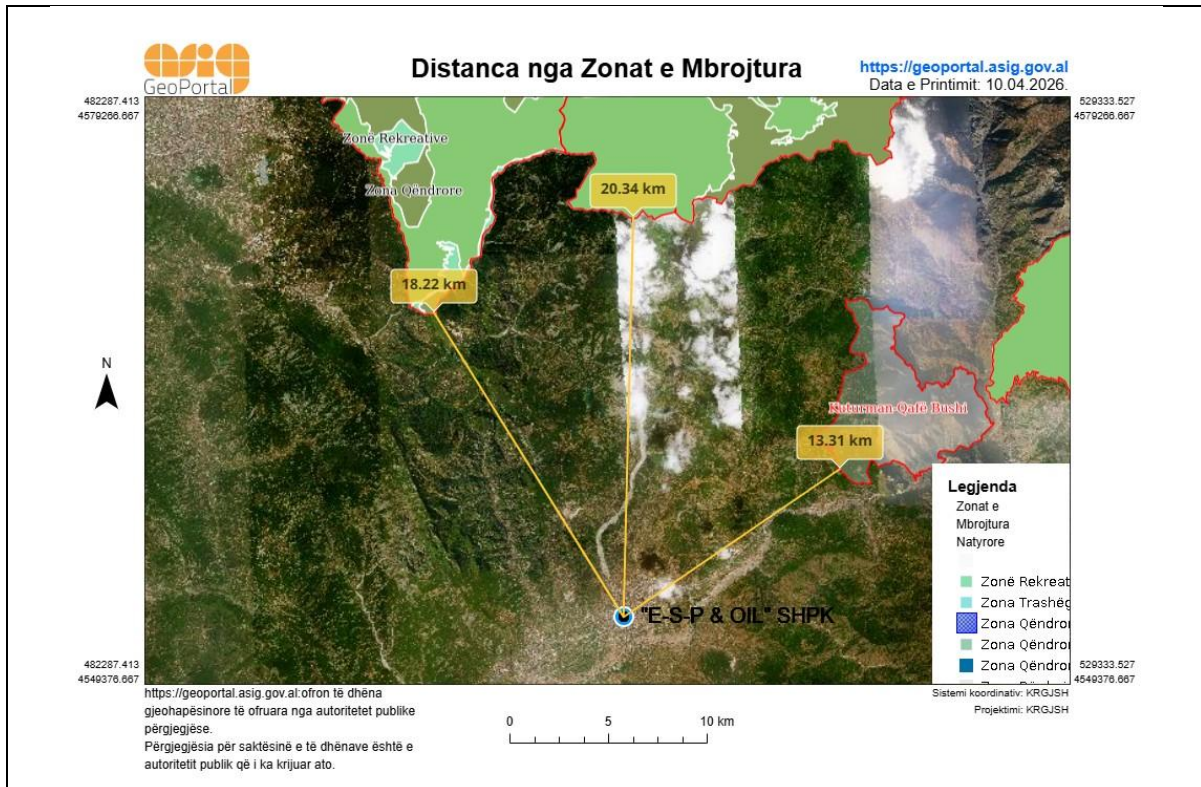 asig
GeoPortal
Distanca nga Zonat e Mbrojtura
https://geoportal.asig.gov.al
Data e Printimit: 10.04.2026.
482287.413
4579266.667
529333.527
4579266.667
Zonë Rekreative
Zona Qëndrore
20.34 km
18.22 km
N
Kuturman-Qafë Bushi
13.31 km
"E-S-P & OIL" SHPK
Legjenda
Zonat e
Mbrojtura
Natyrore
Zonë Rekreat
Zona Trashëg
Zona Qëndror
Zona Qëndror
Zona Qëndror
482287.413
4549376.667
529333.527
4549376.667
https://geoportal.asig.gov.al:ofron të dhëna
gjeohapësinore të ofruara nga autoritetet publike
përgjegjëse.
Përgjegjësia për saktësinë e të dhënave është e
autoritetit publik që i ka krijuar ato.
0 5 10 km
Sistemi koordinativ: KRGJSH
Projektimi: KRGJSH